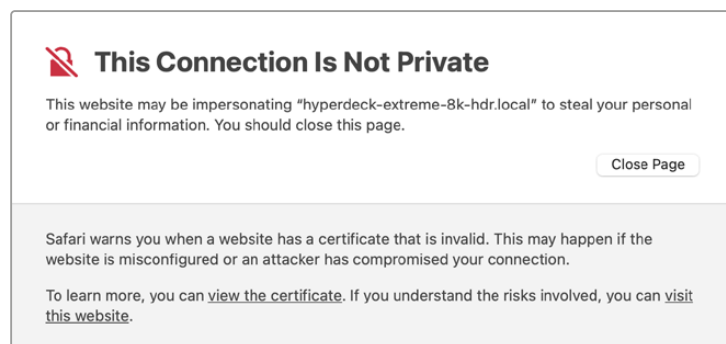 This Connection Is Not Private
This website may be impersonating “hyperdeck-extreme-8k-hdr.local” to steal your personal
or financial information. You should close this page.
Close Page
Safari warns you when a website has a certificate that is invalid. This may happen if the
website is misconfigured or an attacker has compromised your connection.
To learn more, you can view the certificate. If you understand the risks involved, you can visit
this website.